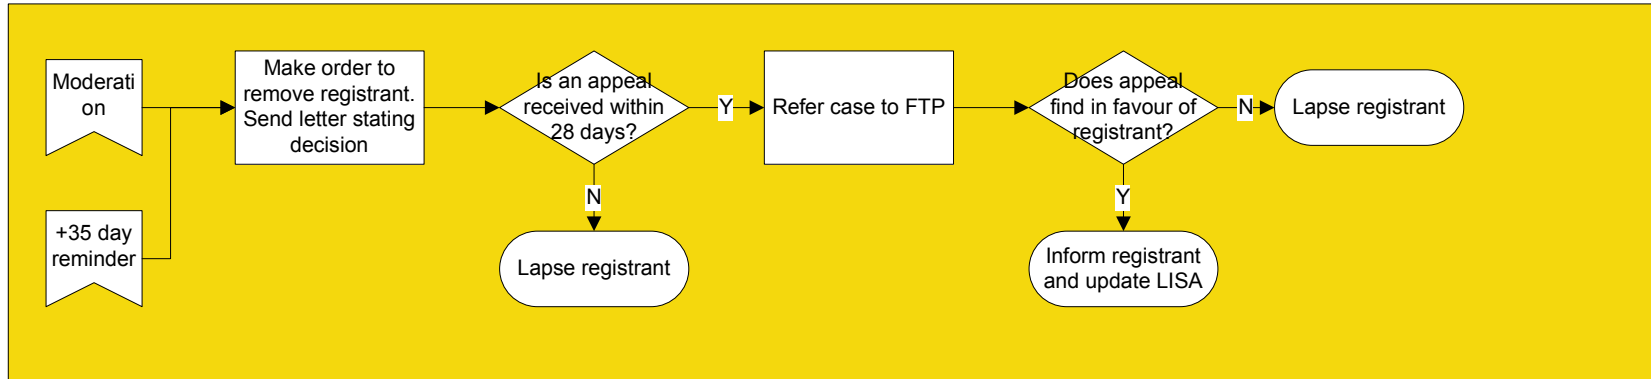 Moderati
on
Make order to
remove registrant.
Send letter stating
decision
Is an appeal
received within
28 days?
Y
Refer case to FTP
Does appeal
find in favour of
registrant?
N
Lapse registrant
N
Y
+35 day
reminder
Lapse registrant
Inform registrant
and update LISA